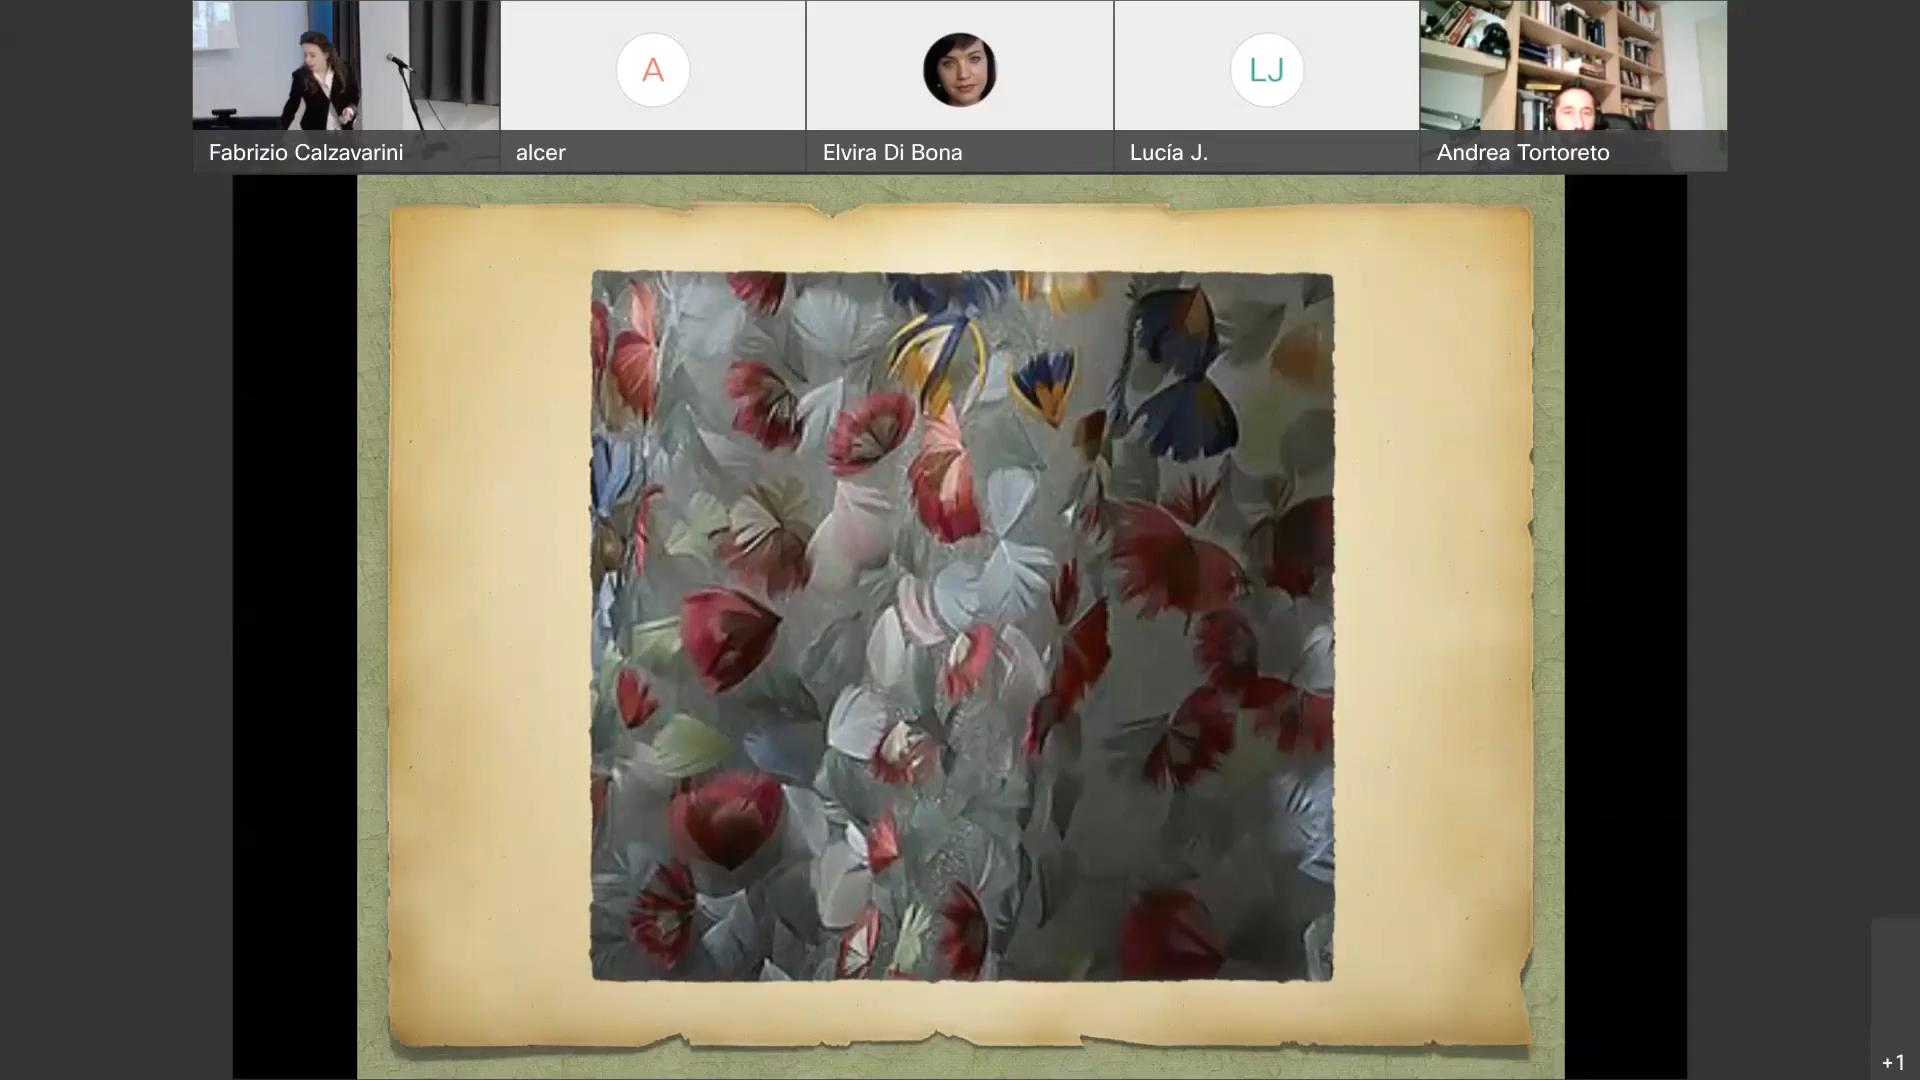 A
LJ
Fabrizio Calzavarini
alcer
Elvira Di Bona
Lucía J.
Andrea Tortoreto
+1